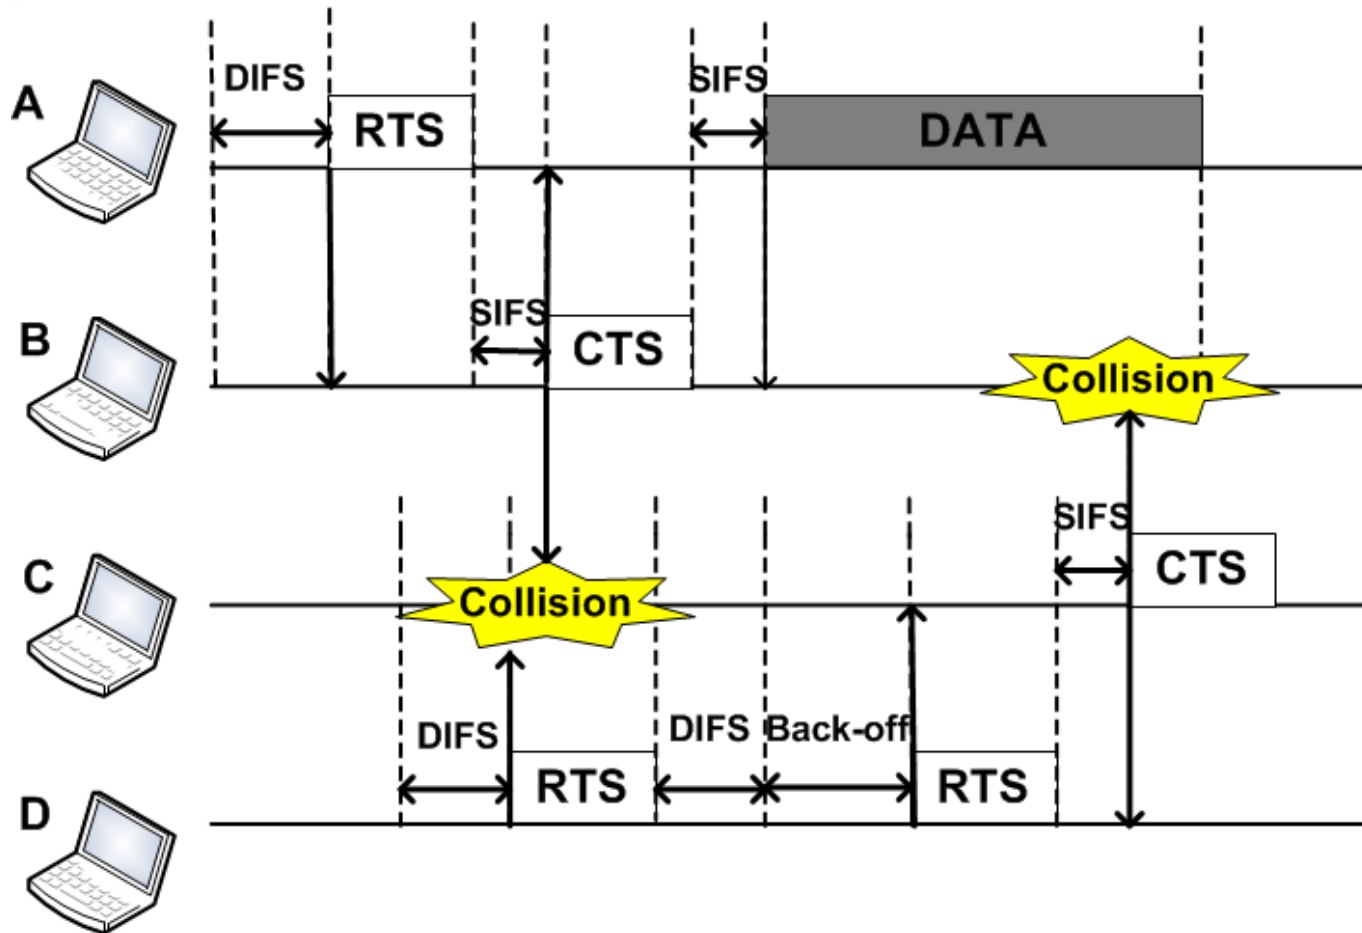 A
DIFS
RTS
SIFS
DATA
B
SIFS
CTS
Collision
C
Collision
SIFS
CTS
D
DIFS
RTS
DIFS
Back-off
RTS